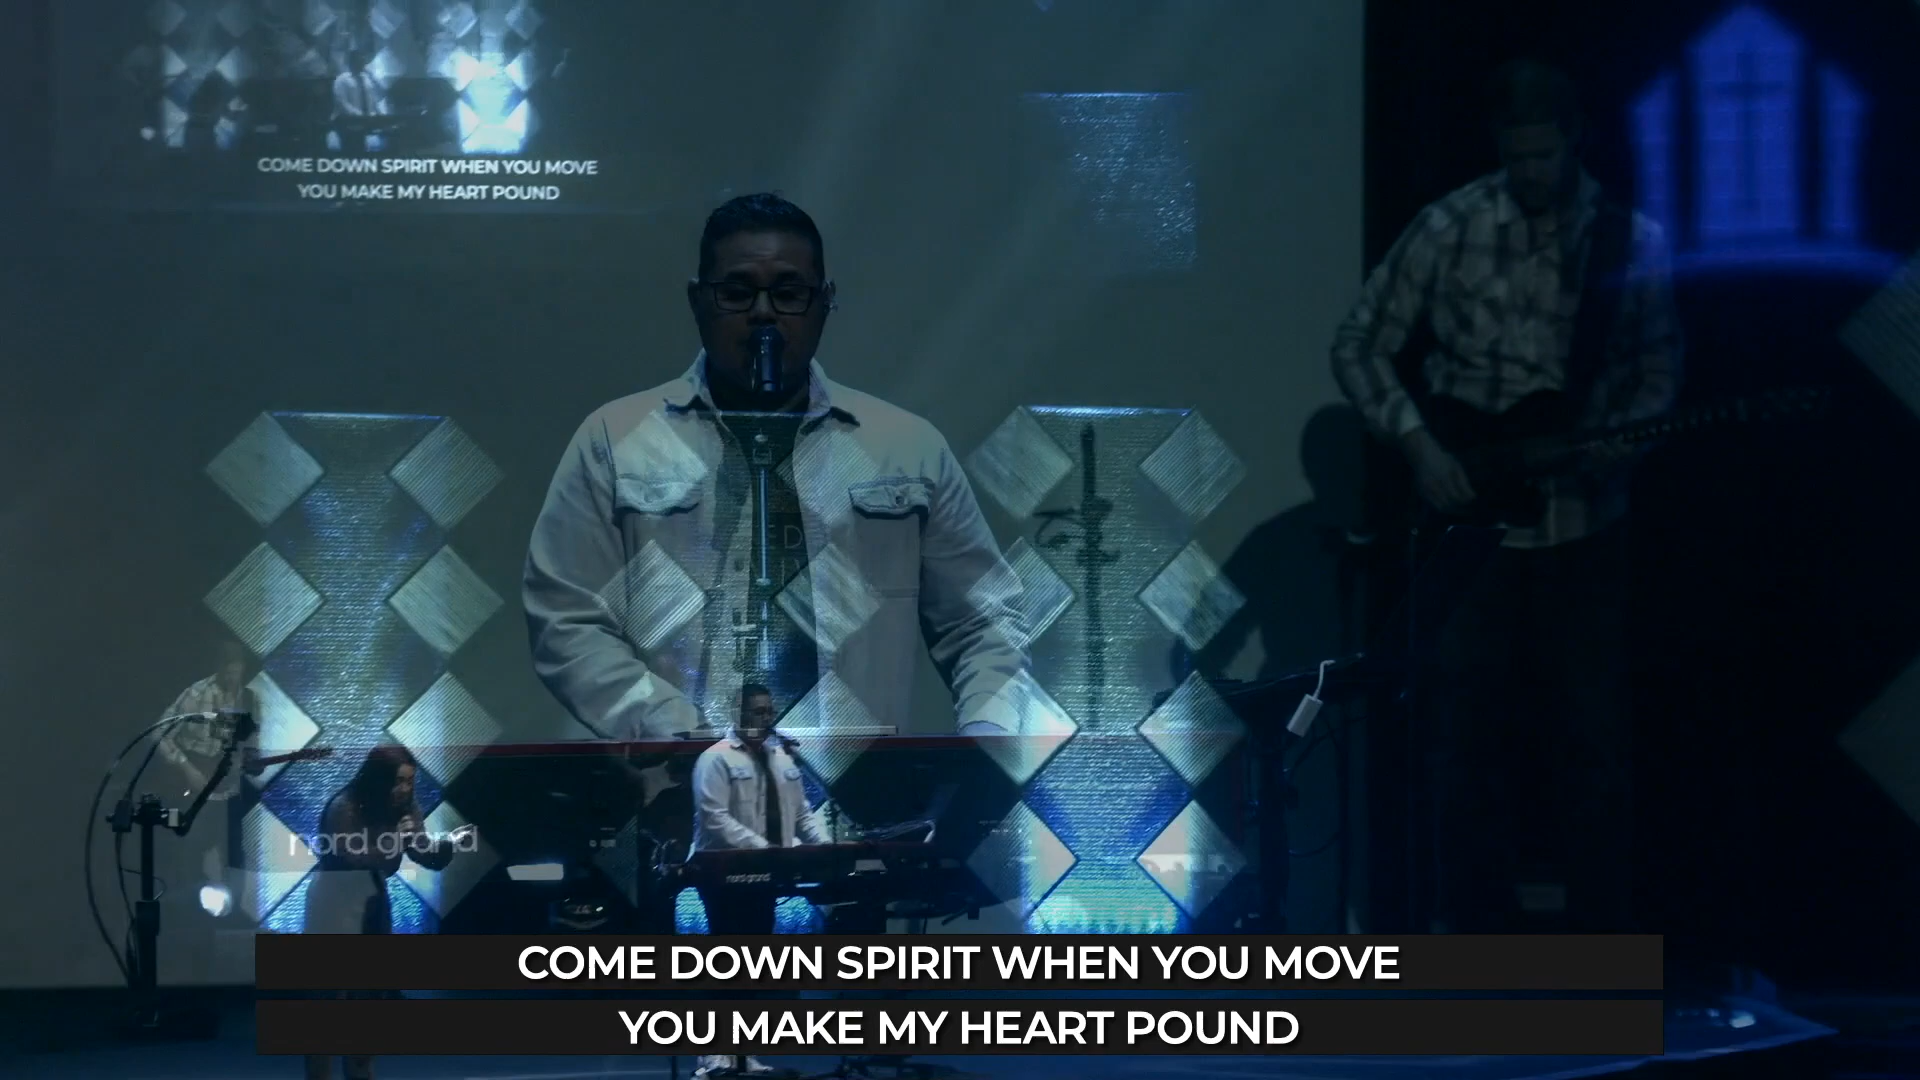 COME DOWN SPIRIT WHEN YOU MOVE
YOU MAKE MY HEART POUND
nord grand
nord grand
COME DOWN SPIRIT WHEN YOU MOVE
YOU MAKE MY HEART POUND